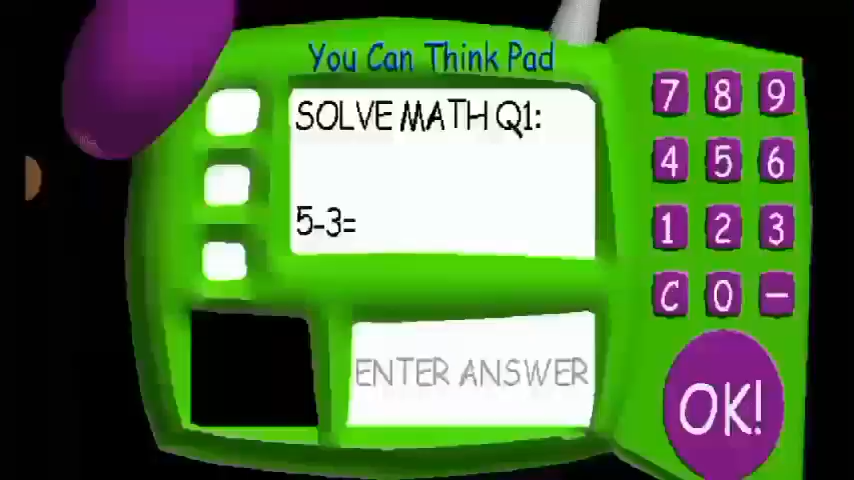 You Can Think Pad
SOLVE MATH Q1:
5-3=
ENTER ANSWER
7 8 9
4 5 6
1 2 3
C 0 −
OK!